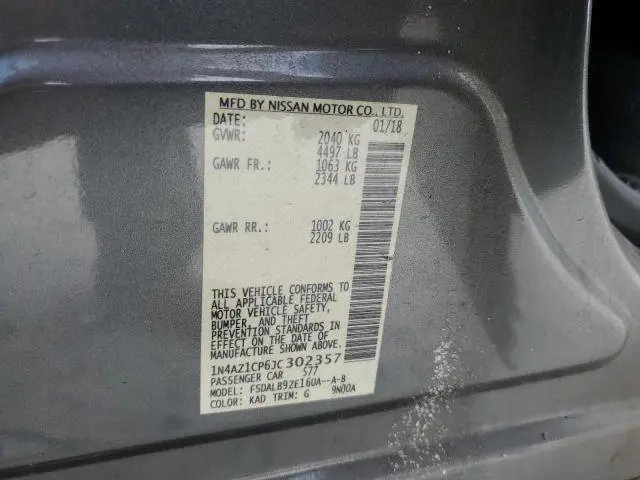 MFD BY NISSAN MOTOR CO., LTD.
DATE: 01/18
GVWR: 2040 KG
4497 LB
GAWR FR.: 1063 KG
2344 LB
GAWR RR.: 1002 KG
2209 LB
THIS VEHICLE CONFORMS TO
ALL APPLICABLE FEDERAL
MOTOR VEHICLE SAFETY,
BUMPER, AND THEFT
PREVENTION STANDARDS IN
EFFECT ON THE DATE OF
MANUFACTURE SHOWN ABOVE.
1N4AZ1CP6JC302357
PASSENGER CAR S77
MODEL: FSDALB9ZE16UA--A-B
COLOR: KAD TRIM: G 9N00A